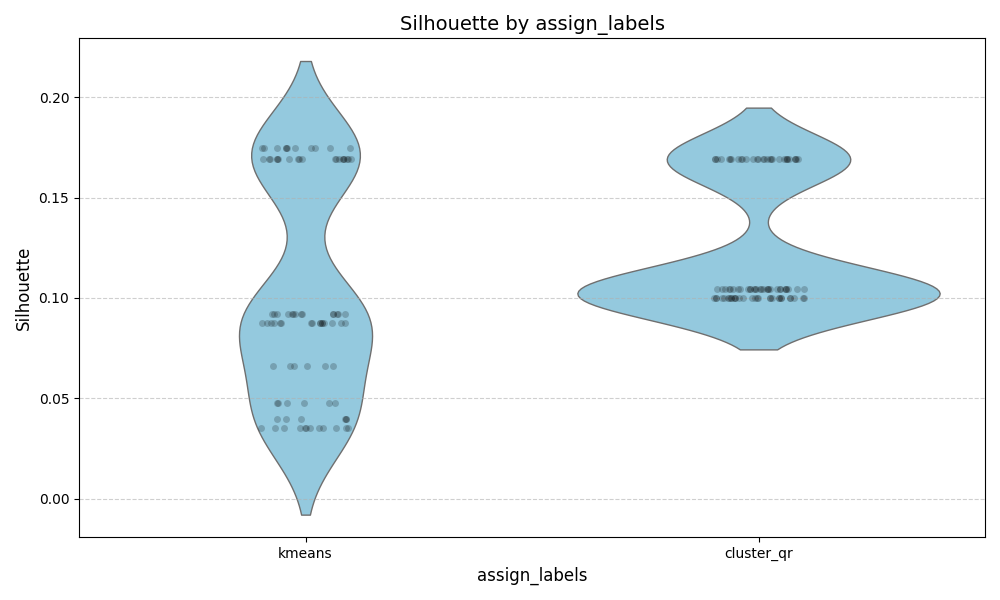 Silhouette by assign_labels
Silhouette
0.20
0.15
0.10
0.05
0.00
kmeans
cluster_qr
assign_labels